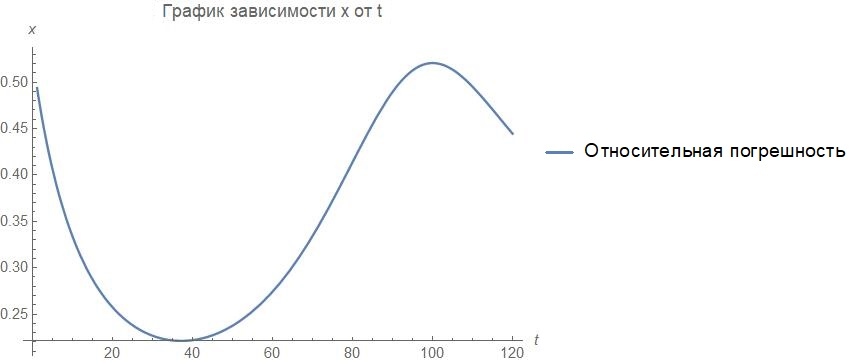 График зависимости x от t
x
0.50
0.45
0.40
0.35
0.30
0.25
20 40 60 80 100 120 t
Относительная погрешность